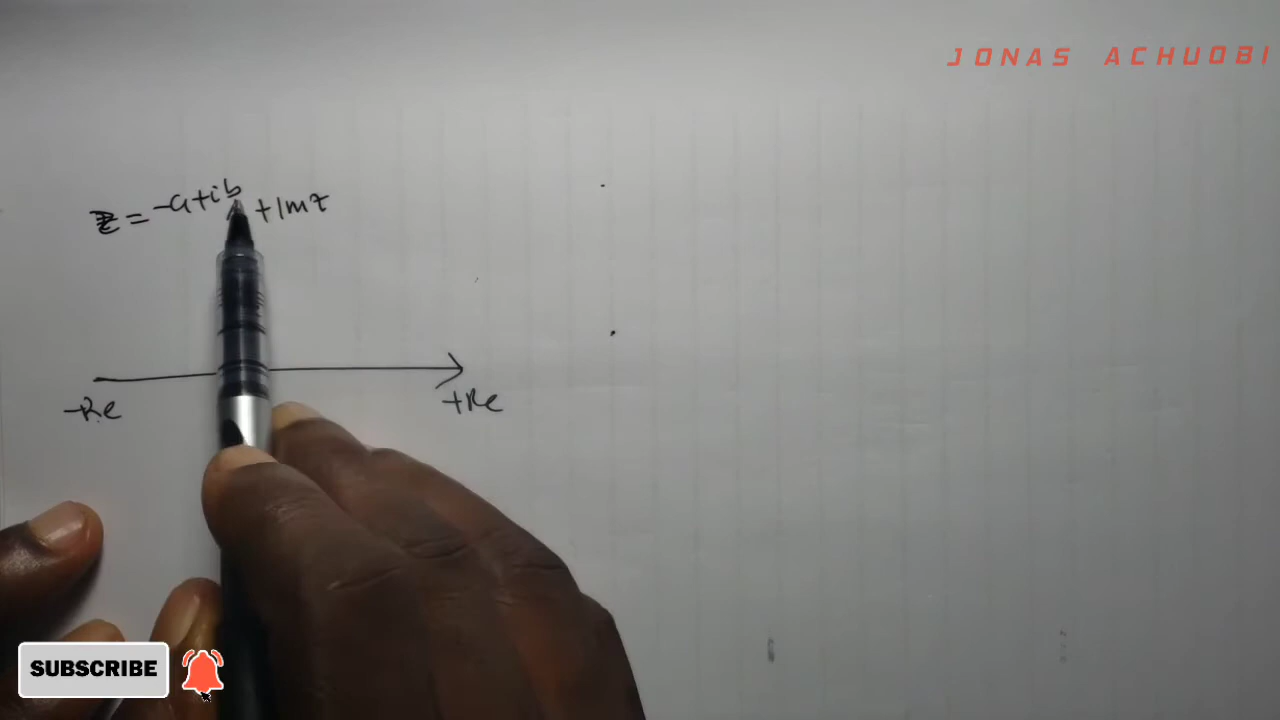 JONAS ACHUOBI
z = -a+ib
+Imz
-Re
+Re
SUBSCRIBE